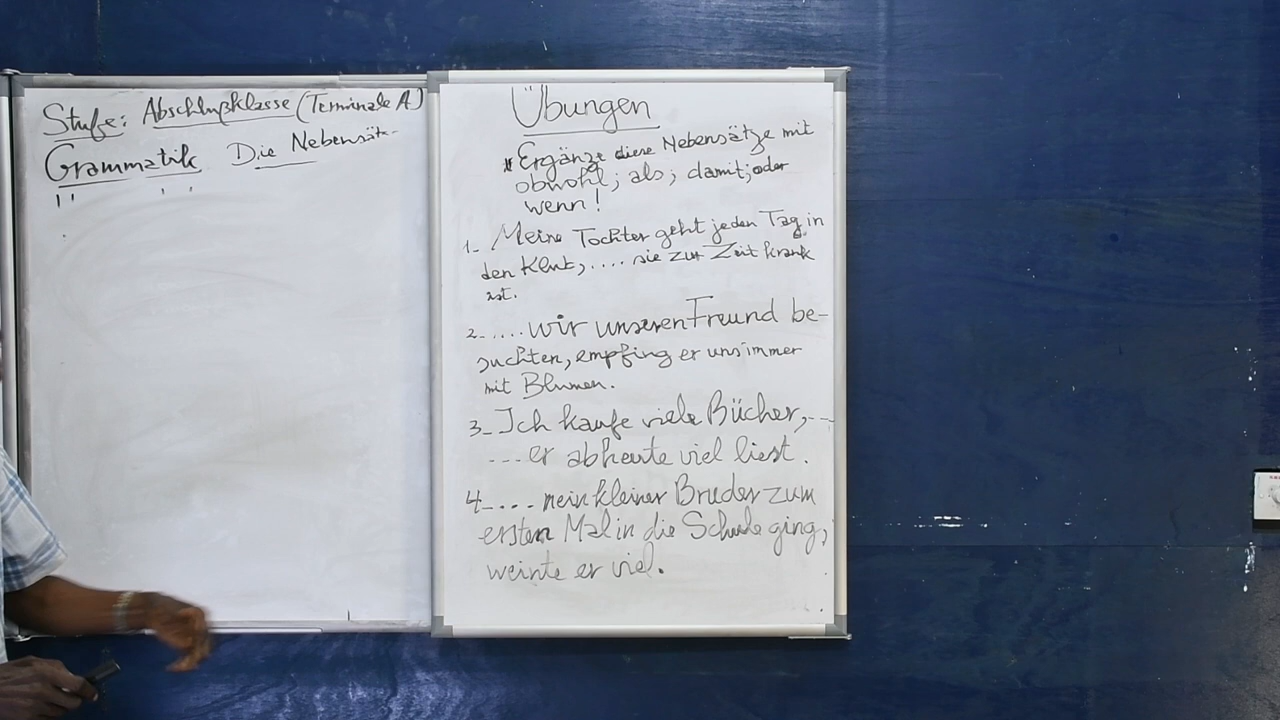 Stufe: Abschlußklasse (Terminale A)
Grammatik Die Nebensätz-
Übungen
* Ergänze diese Nebensätze mit
obwohl; als; damit; oder
wenn!
1_ Meine Tochter geht jeden Tag in
den Klub, .... sie zur Zeit krank
ist.
2_ .... wir unseren Freund be-
suchten, empfing er uns immer
mit Blumen.
3_ Ich kaufe viele Bücher, ---
--- er ab heute viel liest.
4_ .... mein kleiner Bruder zum
ersten Mal in die Schule ging,
weinte er viel.